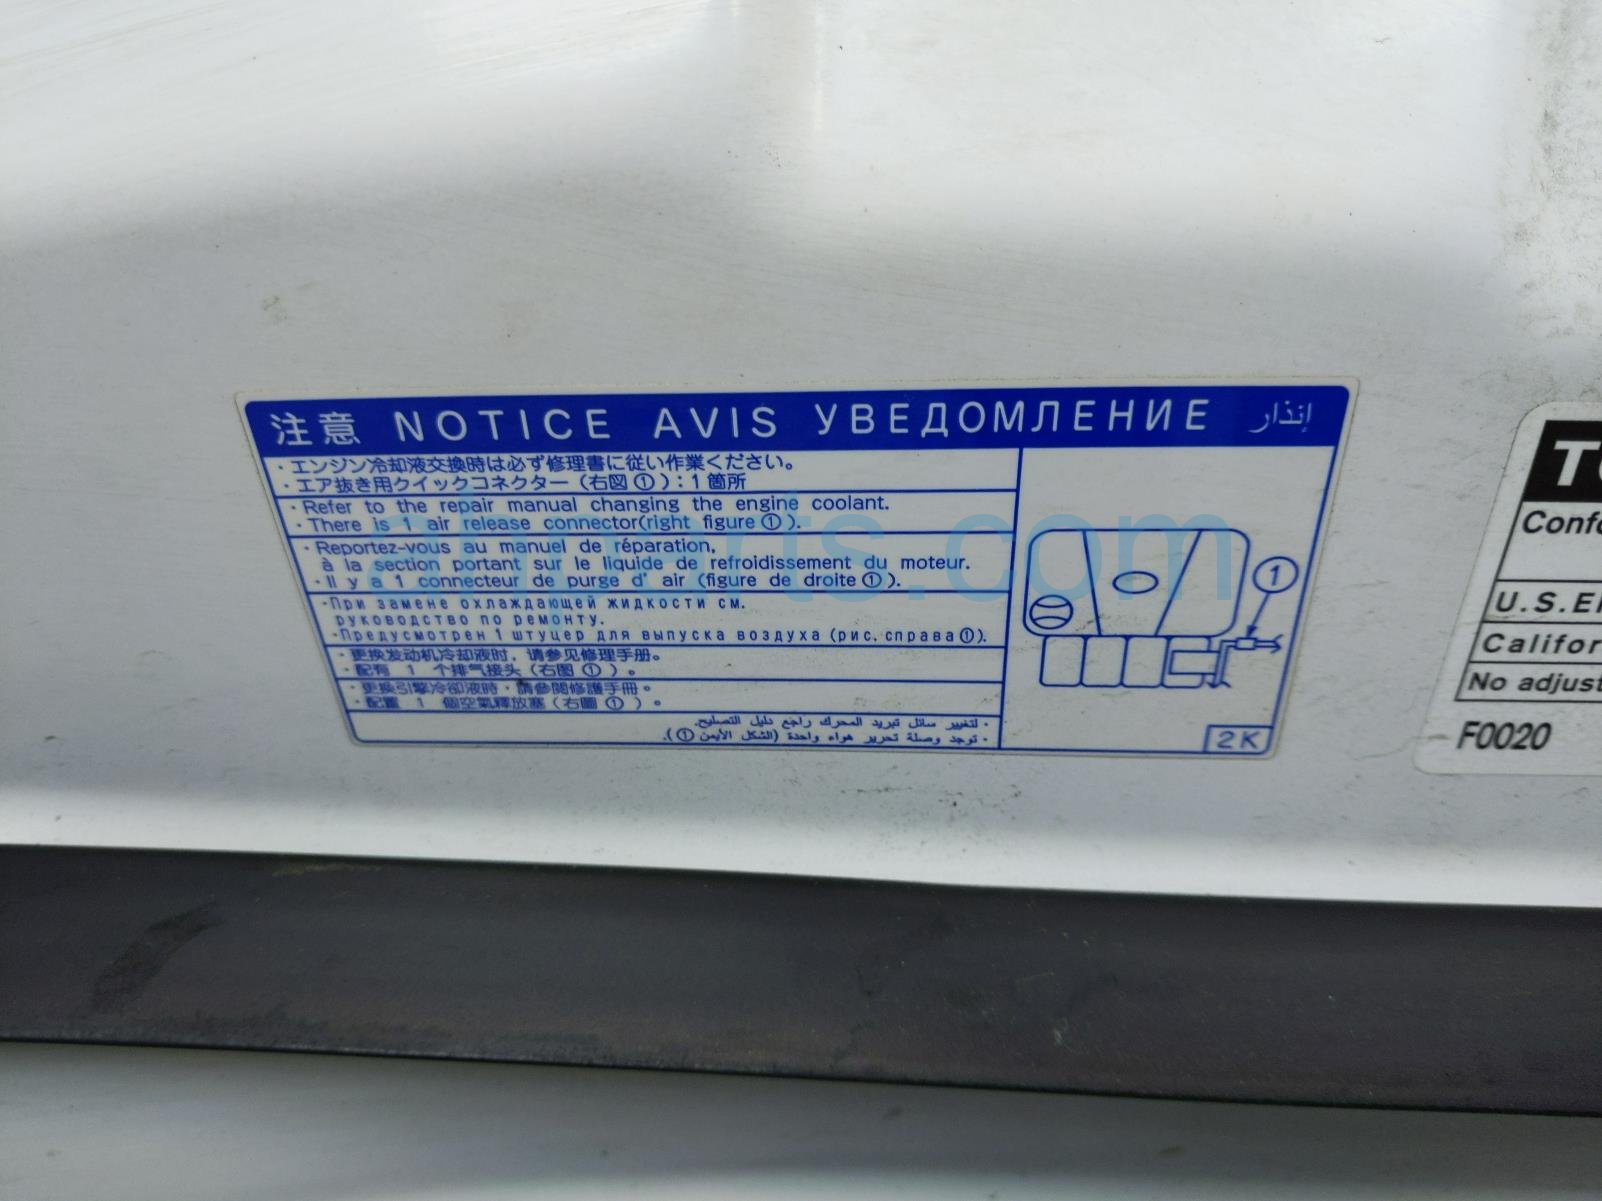 注意 NOTICE AVIS УВЕДОМЛЕНИЕ إنذار
・エンジン冷却液交換時は必ず修理書に従い作業ください。
・エア抜き用クイックコネクター（右図①）：1箇所
・Refer to the repair manual changing the engine coolant.
・There is 1 air release connector(right figure①).
・Reportez-vous au manuel de réparation,
à la section portant sur le liquide de refroidissement du moteur.
・Il y a 1 connecteur de purge d' air (figure de droite①).
・При замене охлаждающей жидкости см.
руководство по ремонту.
・Предусмотрен 1 штуцер для выпуска воздуха (рис. справа①).
・更换发动机冷却液时，请参见修理手册。
・配有 1 个排气接头（右图①）。
・更換引擎冷卻液時，請參閱修護手冊。
・配置 1 個空氣釋放塞（右圖①）。
・لتغيير سائل تبريد المحرك راجع دليل التصليح.
・توجد وصلة تحرير هواء واحدة (الشكل الأيمن①).
1
2K
ahparts.com
Confo
U.S.E
Califor
No adjust
F0020